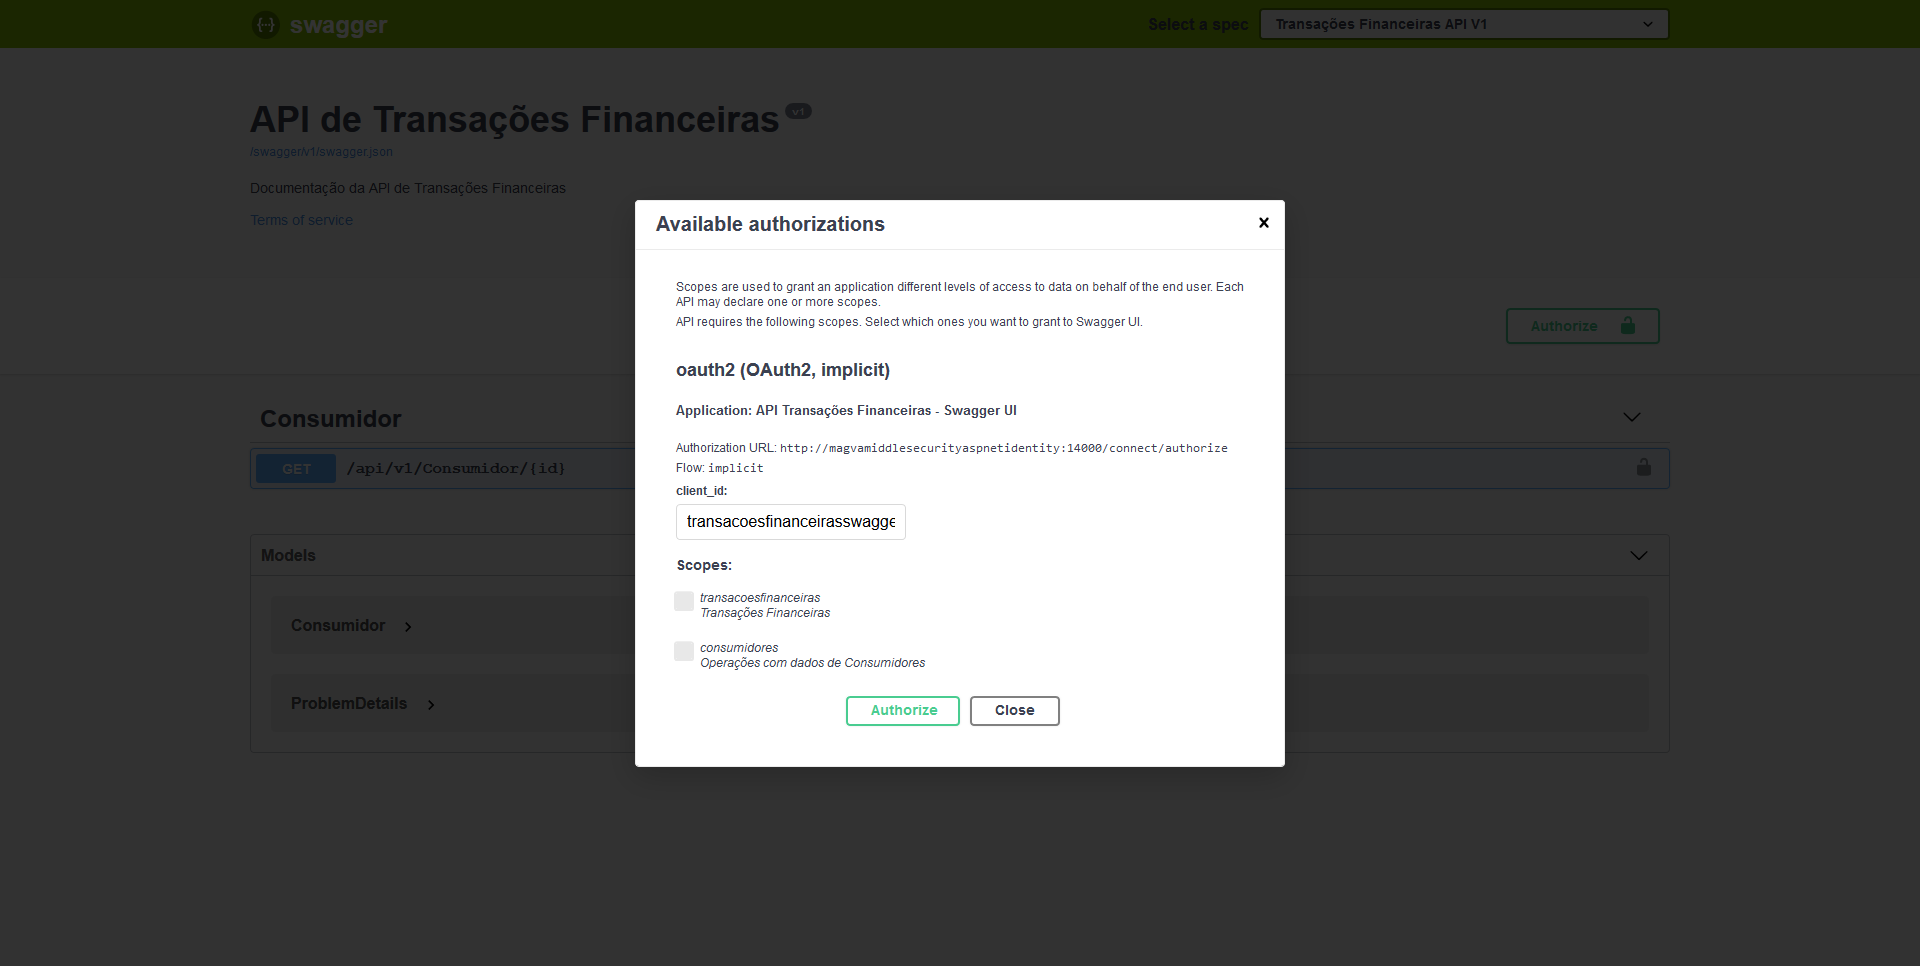 swagger
Select a spec
Transações Financeiras API V1
API de Transações Financeiras v1
/swagger/v1/swagger.json
Documentação da API de Transações Financeiras
Terms of service
Authorize
Consumidor
GET /api/v1/Consumidor/{id}
Models
Consumidor
ProblemDetails
Available authorizations
Scopes are used to grant an application different levels of access to data on behalf of the end user. Each
API may declare one or more scopes.
API requires the following scopes. Select which ones you want to grant to Swagger UI.
oauth2 (OAuth2, implicit)
Application: API Transações Financeiras - Swagger UI
Authorization URL: http://magvamiddlesecurityaspnetidentity:14000/connect/authorize
Flow: implicit
client_id:
transacoesfinanceirasswagge
Scopes:
transacoesfinanceiras
Transações Financeiras
consumidores
Operações com dados de Consumidores
Authorize
Close